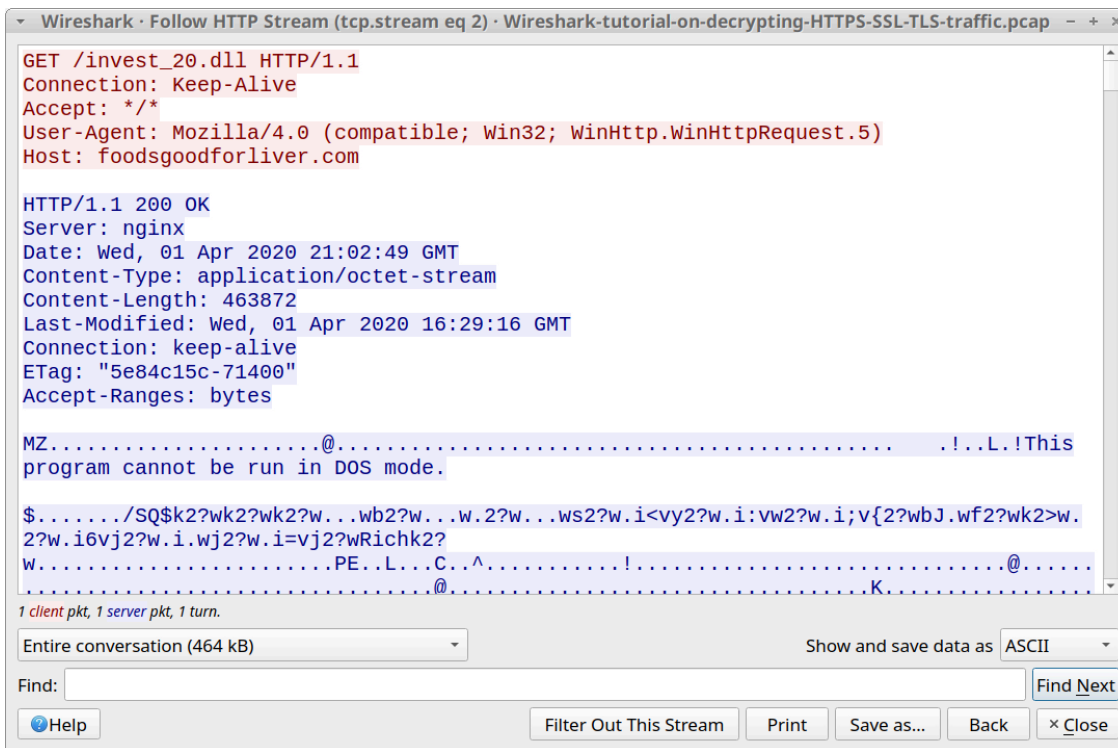 Wireshark · Follow HTTP Stream (tcp.stream eq 2) · Wireshark-tutorial-on-decrypting-HTTPS-SSL-TLS-traffic.pcap
GET /invest_20.dll HTTP/1.1
Connection: Keep-Alive
Accept: */*
User-Agent: Mozilla/4.0 (compatible; Win32; WinHttp.WinHttpRequest.5)
Host: foodsgoodforliver.com
HTTP/1.1 200 OK
Server: nginx
Date: Wed, 01 Apr 2020 21:02:49 GMT
Content-Type: application/octet-stream
Content-Length: 463872
Last-Modified: Wed, 01 Apr 2020 16:29:16 GMT
Connection: keep-alive
ETag: "5e84c15c-71400"
Accept-Ranges: bytes
MZ......................@............................................. .!..L.!This
program cannot be run in DOS mode.
$......./SQ$k2?wk2?wk2?w...wb2?w...w.2?w...ws2?w.i<vy2?w.i:vw2?w.i;v{2?wbJ.wf2?wk2>w.
2?w.i6vj2?w.i.wj2?w.i=vj2?wRichk2?
w........................PE..L...C..^...........!..............................@......
.................................@..................................K.................
1 client pkt, 1 server pkt, 1 turn.
Entire conversation (464 kB)
Show and save data as ASCII
Find:
Find Next
Help
Filter Out This Stream
Print
Save as...
Back
Close